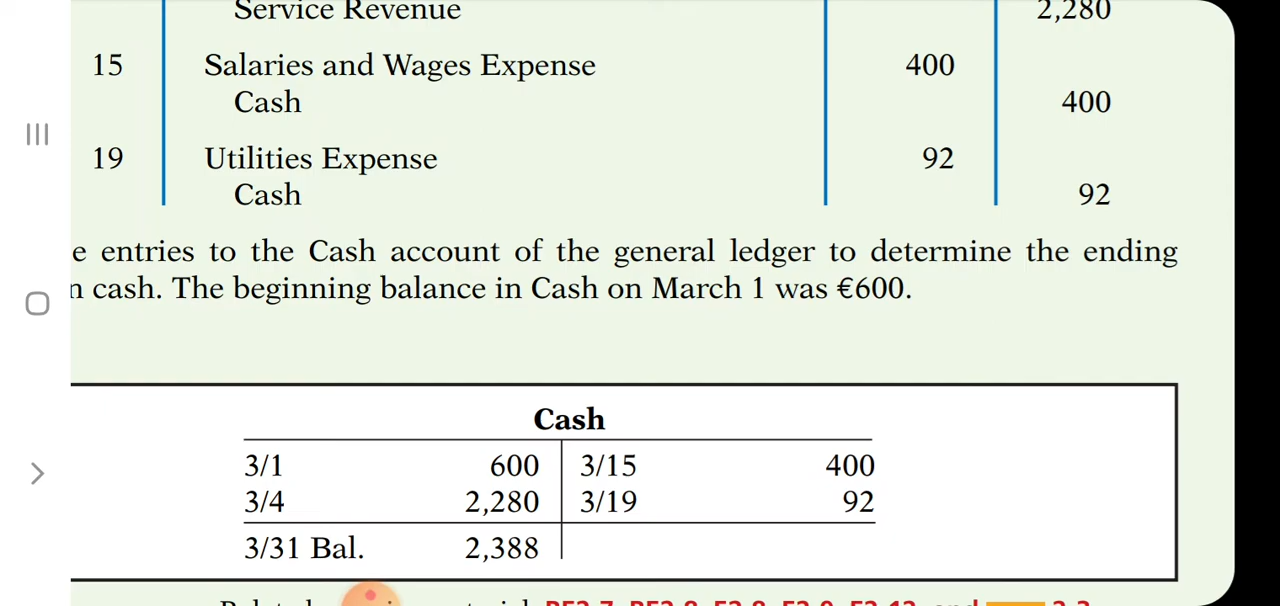 Service Revenue 2,280
15 Salaries and Wages Expense 400
Cash 400
19 Utilities Expense 92
Cash 92
e entries to the Cash account of the general ledger to determine the ending
n cash. The beginning balance in Cash on March 1 was €600.
Cash
3/1 600 3/15 400
3/4 2,280 3/19 92
3/31 Bal. 2,388